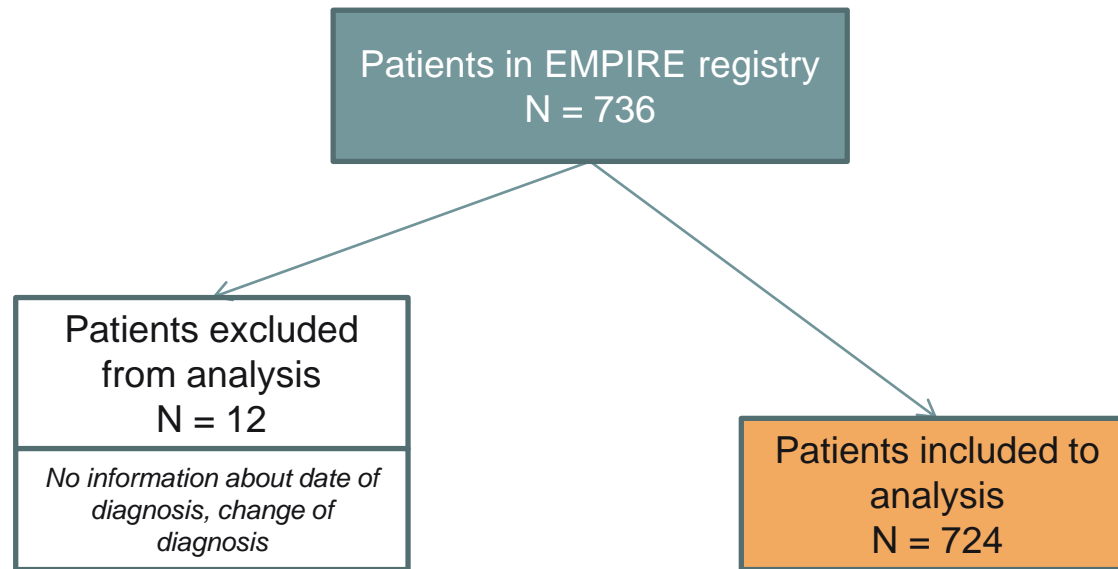 Patients in EMPIRE registry
N = 736
Patients excluded
from analysis
N = 12
No information about date of
diagnosis, change of
diagnosis
Patients included to
analysis
N = 724